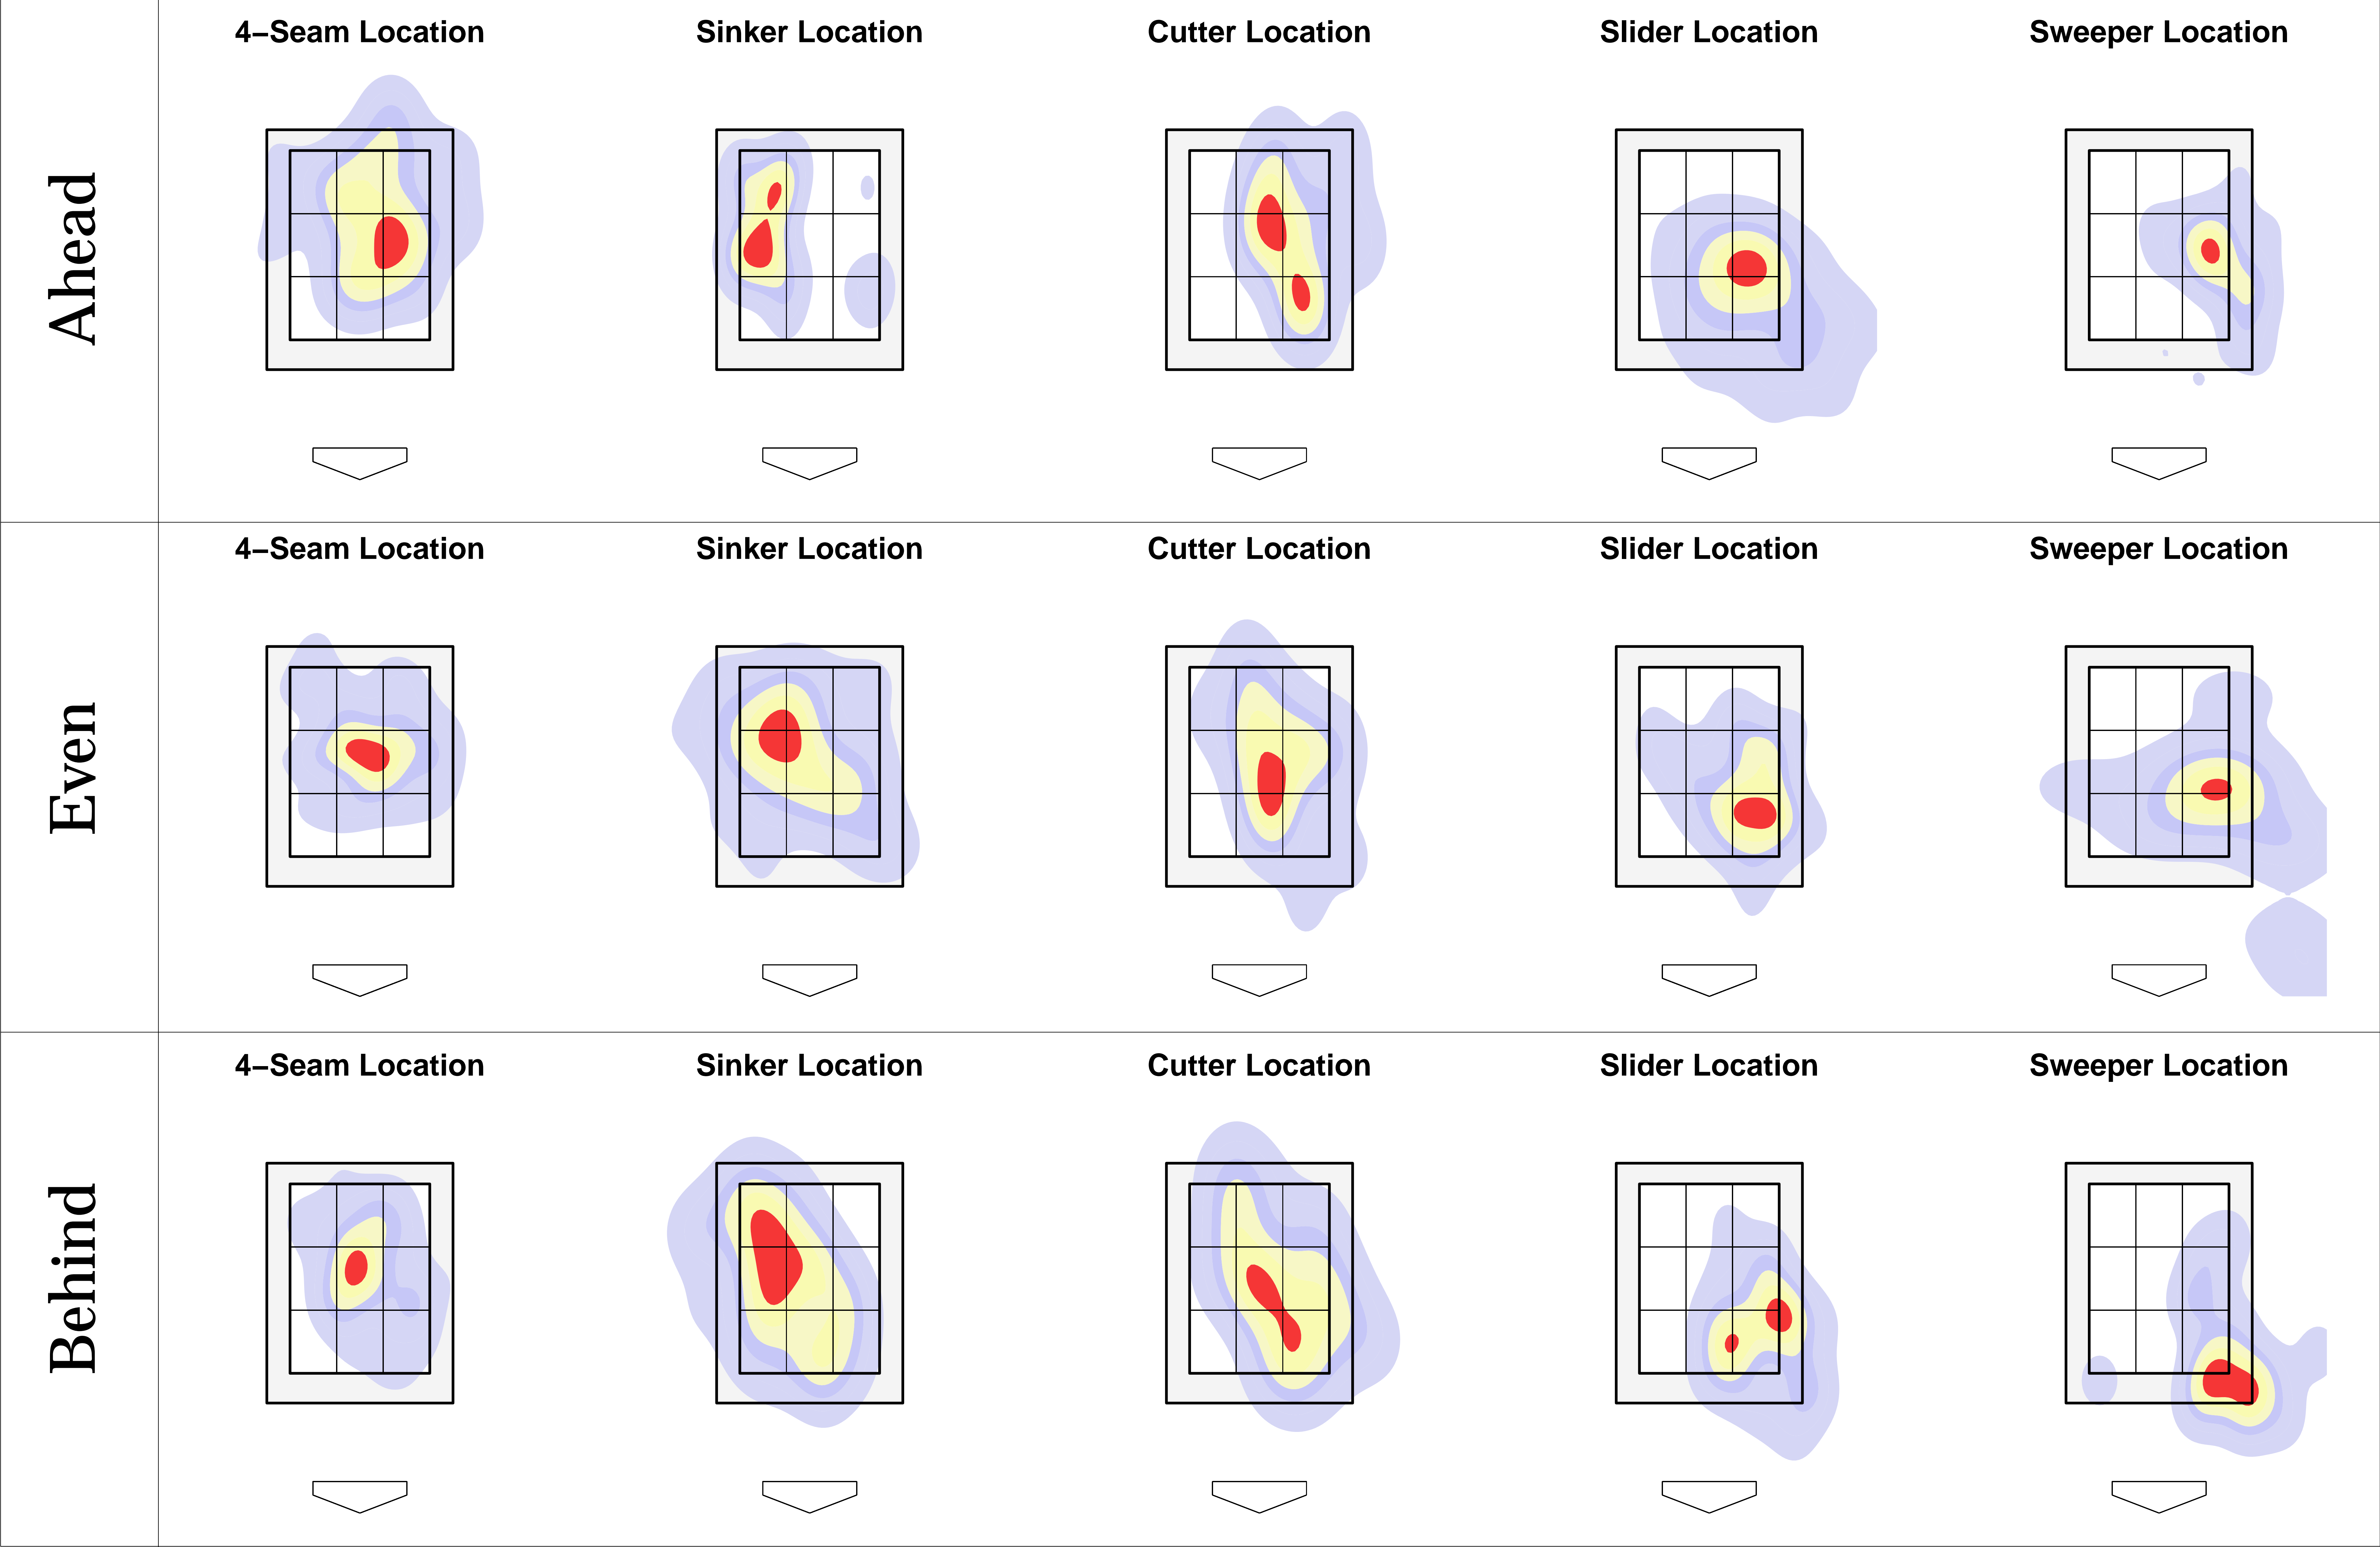 4–Seam Location
Sinker Location
Cutter Location
Slider Location
Sweeper Location
Ahead
4–Seam Location
Sinker Location
Cutter Location
Slider Location
Sweeper Location
Even
4–Seam Location
Sinker Location
Cutter Location
Slider Location
Sweeper Location
Behind